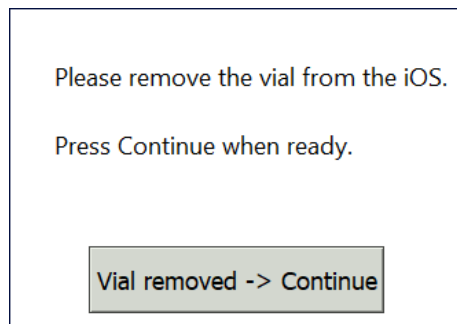 Please remove the vial from the iOS.
Press Continue when ready.
Vial removed -> Continue